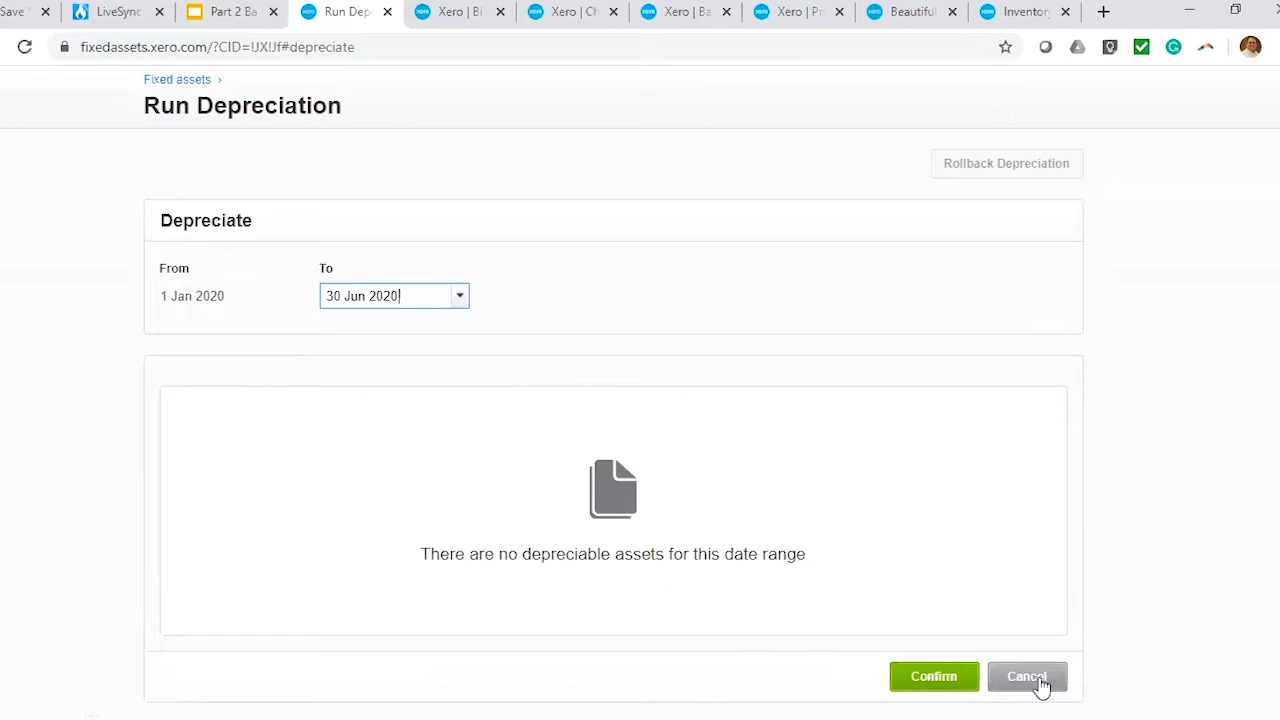 Save
LiveSync
Part 2 Ba
Run Dep
Xero | Bi
Xero | Ch
Xero | Ba
Xero | Pr
Beautiful
Inventory
fixedassets.xero.com/?CID=!JX!Jf#depreciate
Fixed assets ›
Run Depreciation
Rollback Depreciation
Depreciate
From To
1 Jan 2020 30 Jun 2020
There are no depreciable assets for this date range
Confirm Cancel